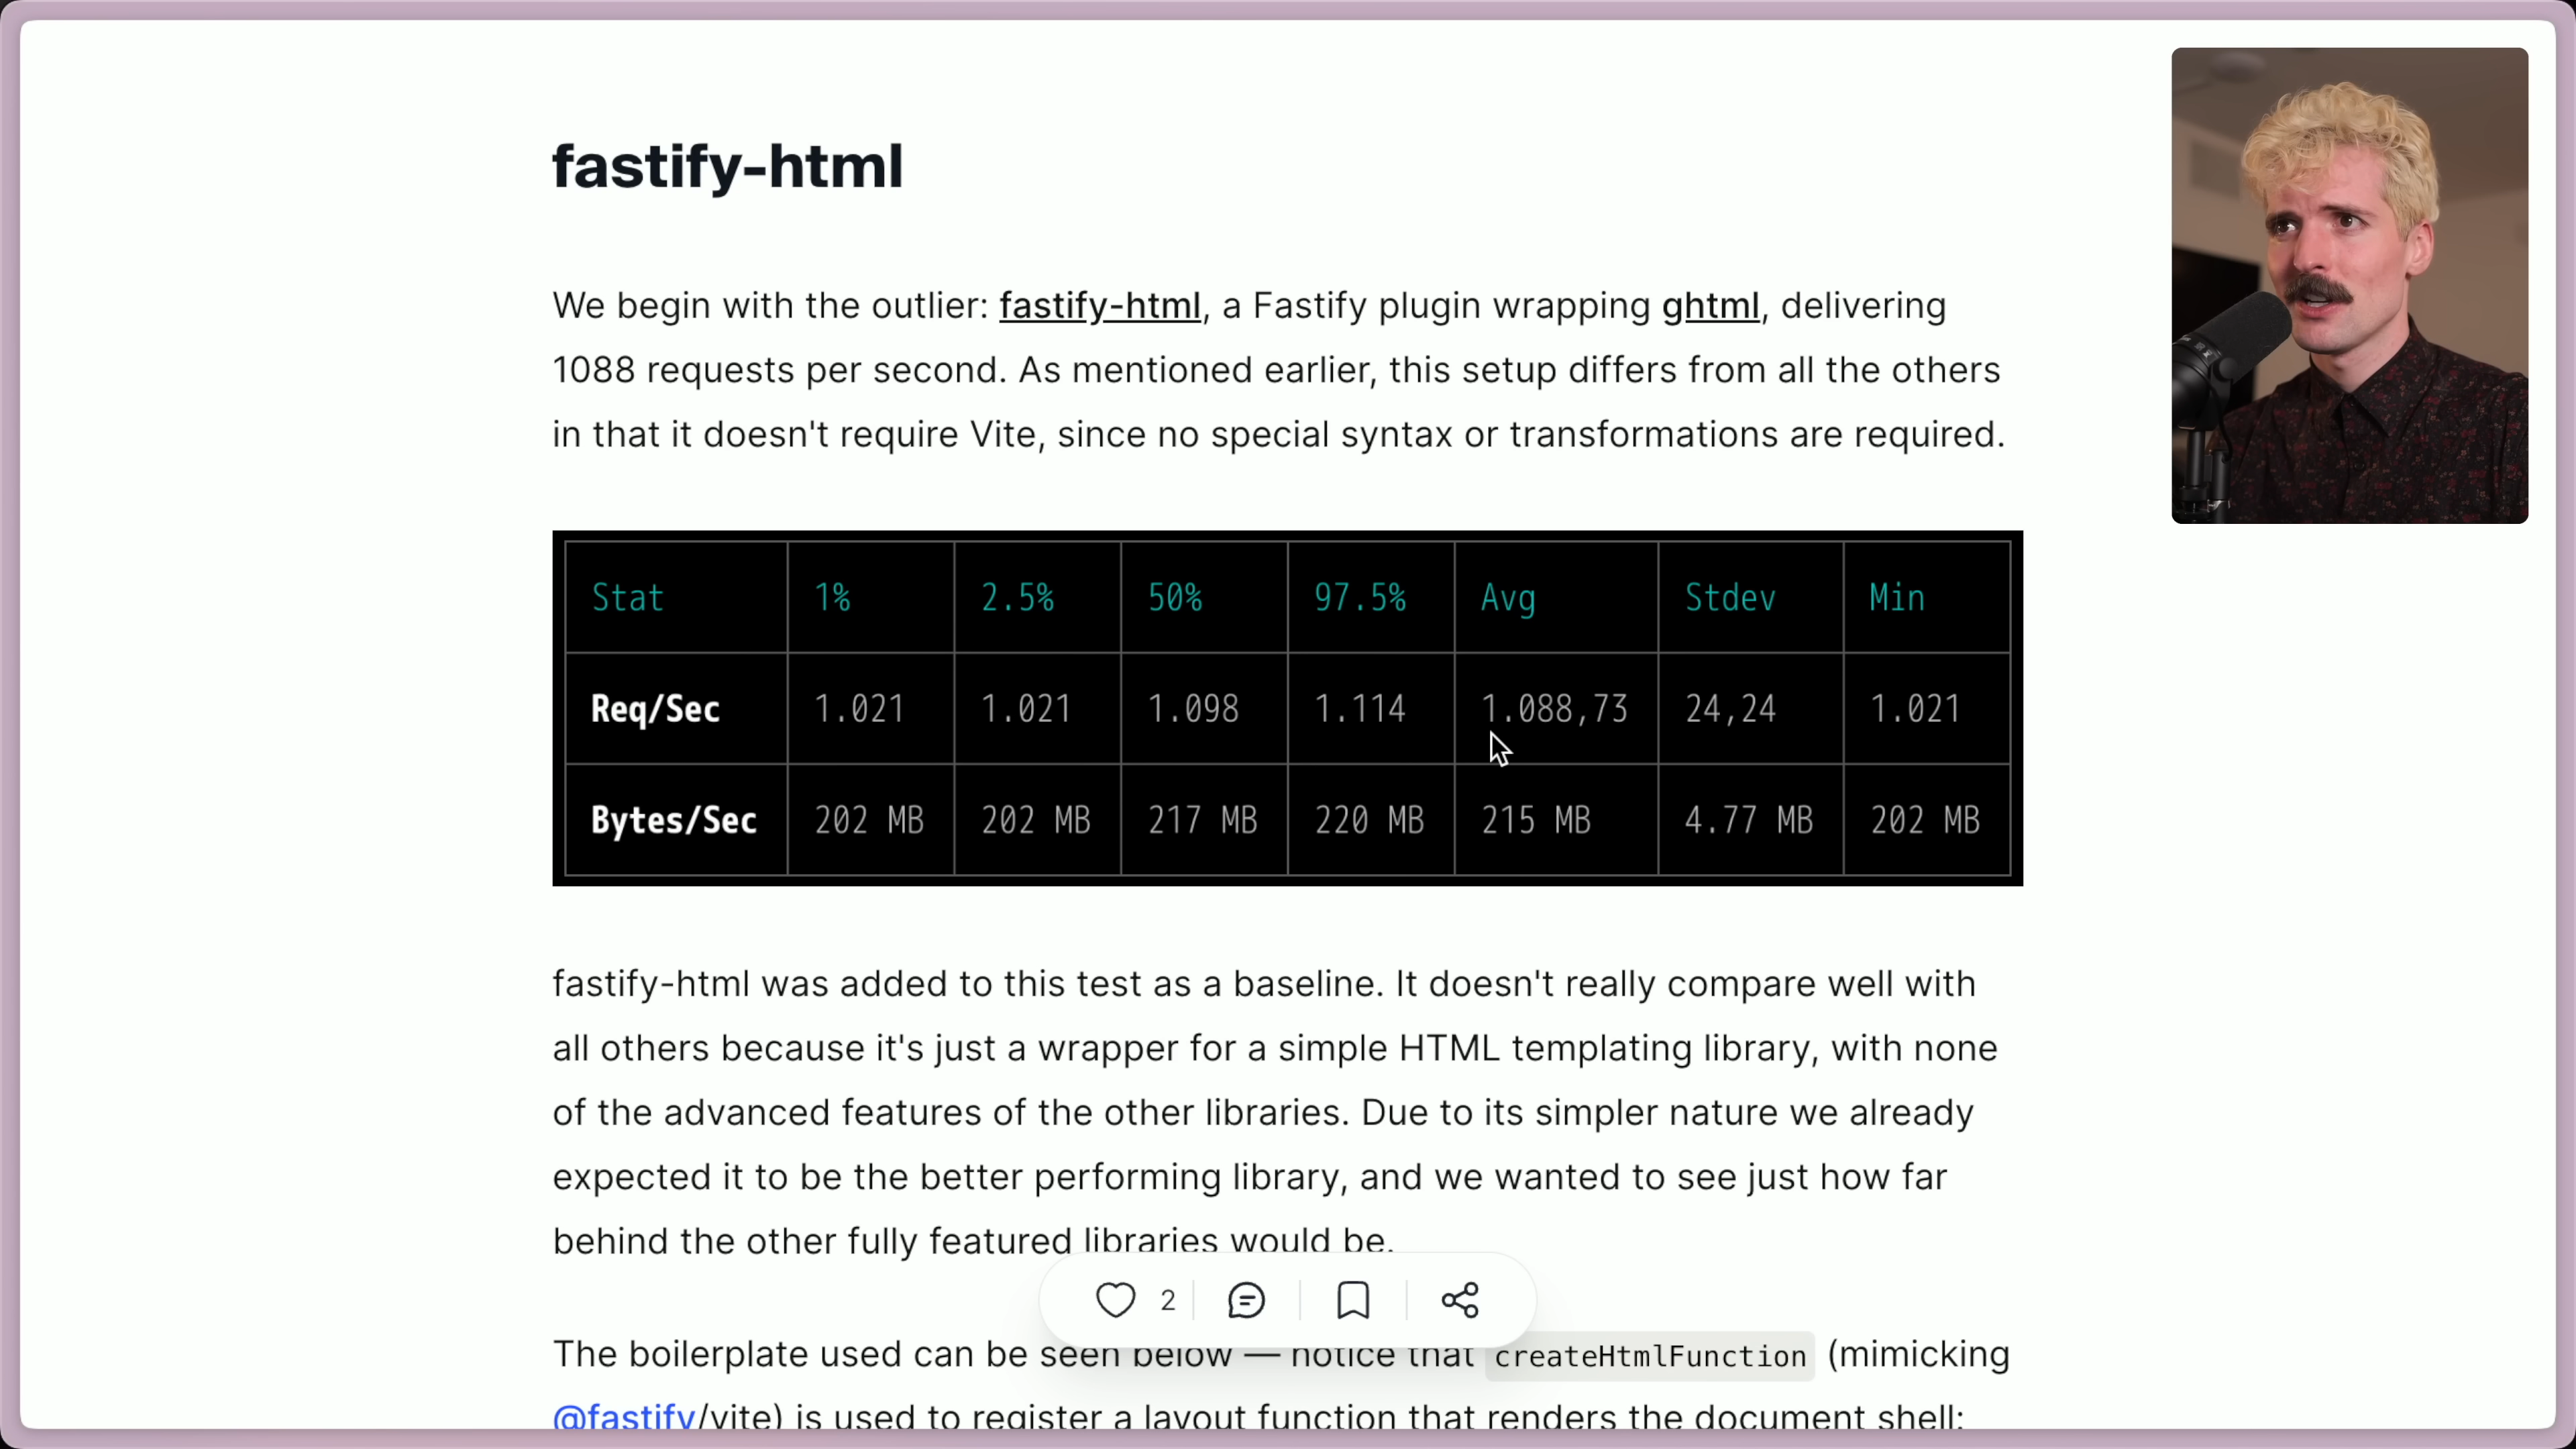 fastify-html
We begin with the outlier: fastify-html, a Fastify plugin wrapping ghtml, delivering
1088 requests per second. As mentioned earlier, this setup differs from all the others
in that it doesn't require Vite, since no special syntax or transformations are required.
Stat 1% 2.5% 50% 97.5% Avg Stdev Min
Req/Sec 1.021 1.021 1.098 1.114 1.088,73 24,24 1.021
Bytes/Sec 202 MB 202 MB 217 MB 220 MB 215 MB 4.77 MB 202 MB
fastify-html was added to this test as a baseline. It doesn't really compare well with
all others because it's just a wrapper for a simple HTML templating library, with none
of the advanced features of the other libraries. Due to its simpler nature we already
expected it to be the better performing library, and we wanted to see just how far
behind the other fully featured libraries would be.
2
The boilerplate used can be seen below — notice that createHtmlFunction (mimicking
@fastify/vite) is used to register a layout function that renders the document shell: